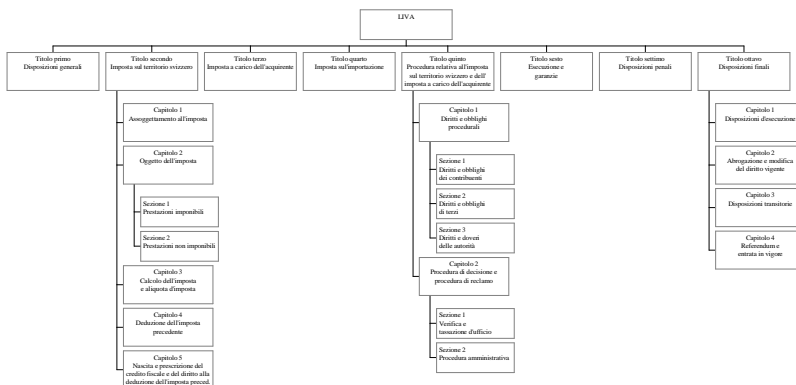 LIVA
Titolo primo
Disposizioni generali
Titolo secondo
Imposta sul territorio svizzero
Titolo terzo
Imposta a carico dell'acquirente
Titolo quarto
Imposta sull'importazione
Titolo quinto
Procedura relativa all'imposta
sul territorio svizzero e dell'
imposta a carico dell'acquirente
Titolo sesto
Esecuzione e
garanzie
Titolo settimo
Disposizioni penali
Titolo ottavo
Disposizioni finali
Capitolo 1
Assoggettamento all'imposta
Capitolo 2
Oggetto dell'imposta
Sezione 1
Prestazioni imponibili
Sezione 2
Prestazioni non imponibili
Capitolo 3
Calcolo dell'imposta
e aliquota d'imposta
Capitolo 4
Deduzione dell'imposta
precedente
Capitolo 5
Nascita e prescrizione del
credito fiscale e del diritto alla
deduzione dell'imposta preced.
Capitolo 1
Diritti e obblighi
procedurali
Sezione 1
Diritti e obblighi
dei contribuenti
Sezione 2
Diritti e obblighi
di terzi
Sezione 3
Diritti e doveri
delle autorità
Capitolo 2
Procedura di decisione e
procedura di reclamo
Sezione 1
Verifica e
tassazione d'ufficio
Sezione 2
Procedura amministrativa
Capitolo 1
Disposizioni d'esecuzione
Capitolo 2
Abrogazione e modifica
del diritto vigente
Capitolo 3
Disposizioni transitorie
Capitolo 4
Referendum e
entrata in vigore